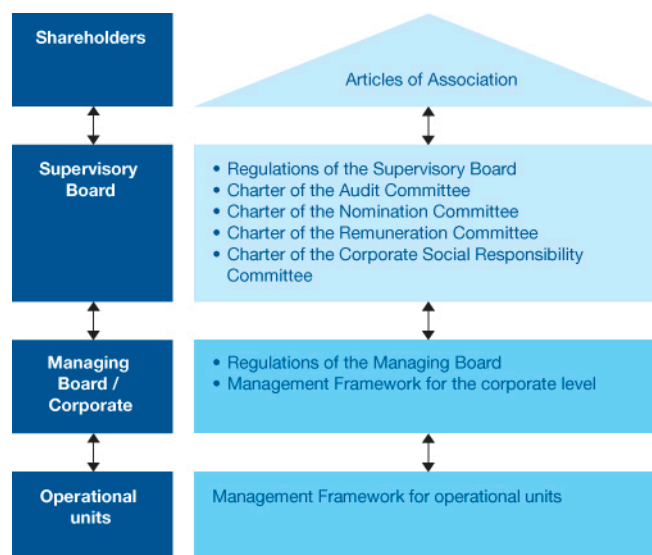 Shareholders
Articles of Association
Supervisory
Board
• Regulations of the Supervisory Board
• Charter of the Audit Committee
• Charter of the Nomination Committee
• Charter of the Remuneration Committee
• Charter of the Corporate Social Responsibility
Committee
Managing
Board /
Corporate
• Regulations of the Managing Board
• Management Framework for the corporate level
Operational
units
Management Framework for operational units